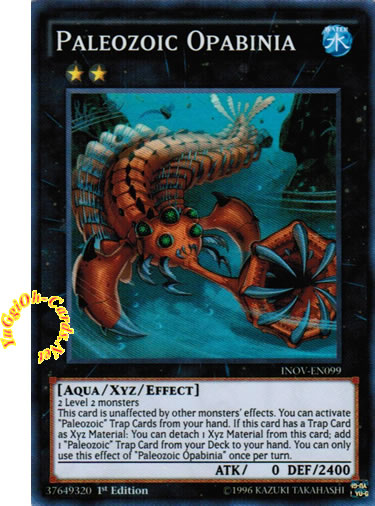 PALEOZOIC OPABINIA
WATER
水
YuGiOh-Cards.Net
INOV-EN099
[AQUA/XYZ/EFFECT]
2 Level 2 monsters
This card is unaffected by other monsters' effects. You can activate
"Paleozoic" Trap Cards from your hand. If this card has a Trap Card
as Xyz Material: You can detach 1 Xyz Material from this card; add
1 "Paleozoic" Trap Card from your Deck to your hand. You can only
use this effect of "Paleozoic Opabinia" once per turn.
ATK/ 0 DEF/2400
37649320 1st Edition ©1996 KAZUKI TAKAHASHI